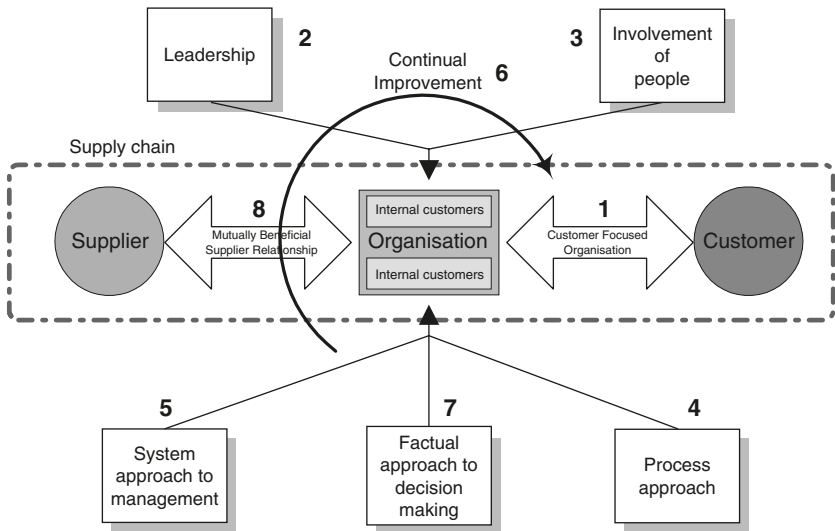 Leadership
2
Continual
Improvement
6
3
Involvement
of
people
Supply chain
Supplier
8
Mutually Beneficial
Supplier Relationship
Internal customers
Organisation
Internal customers
1
Customer Focused
Organisation
Customer
5
System
approach to
management
7
Factual
approach to
decision
making
4
Process
approach